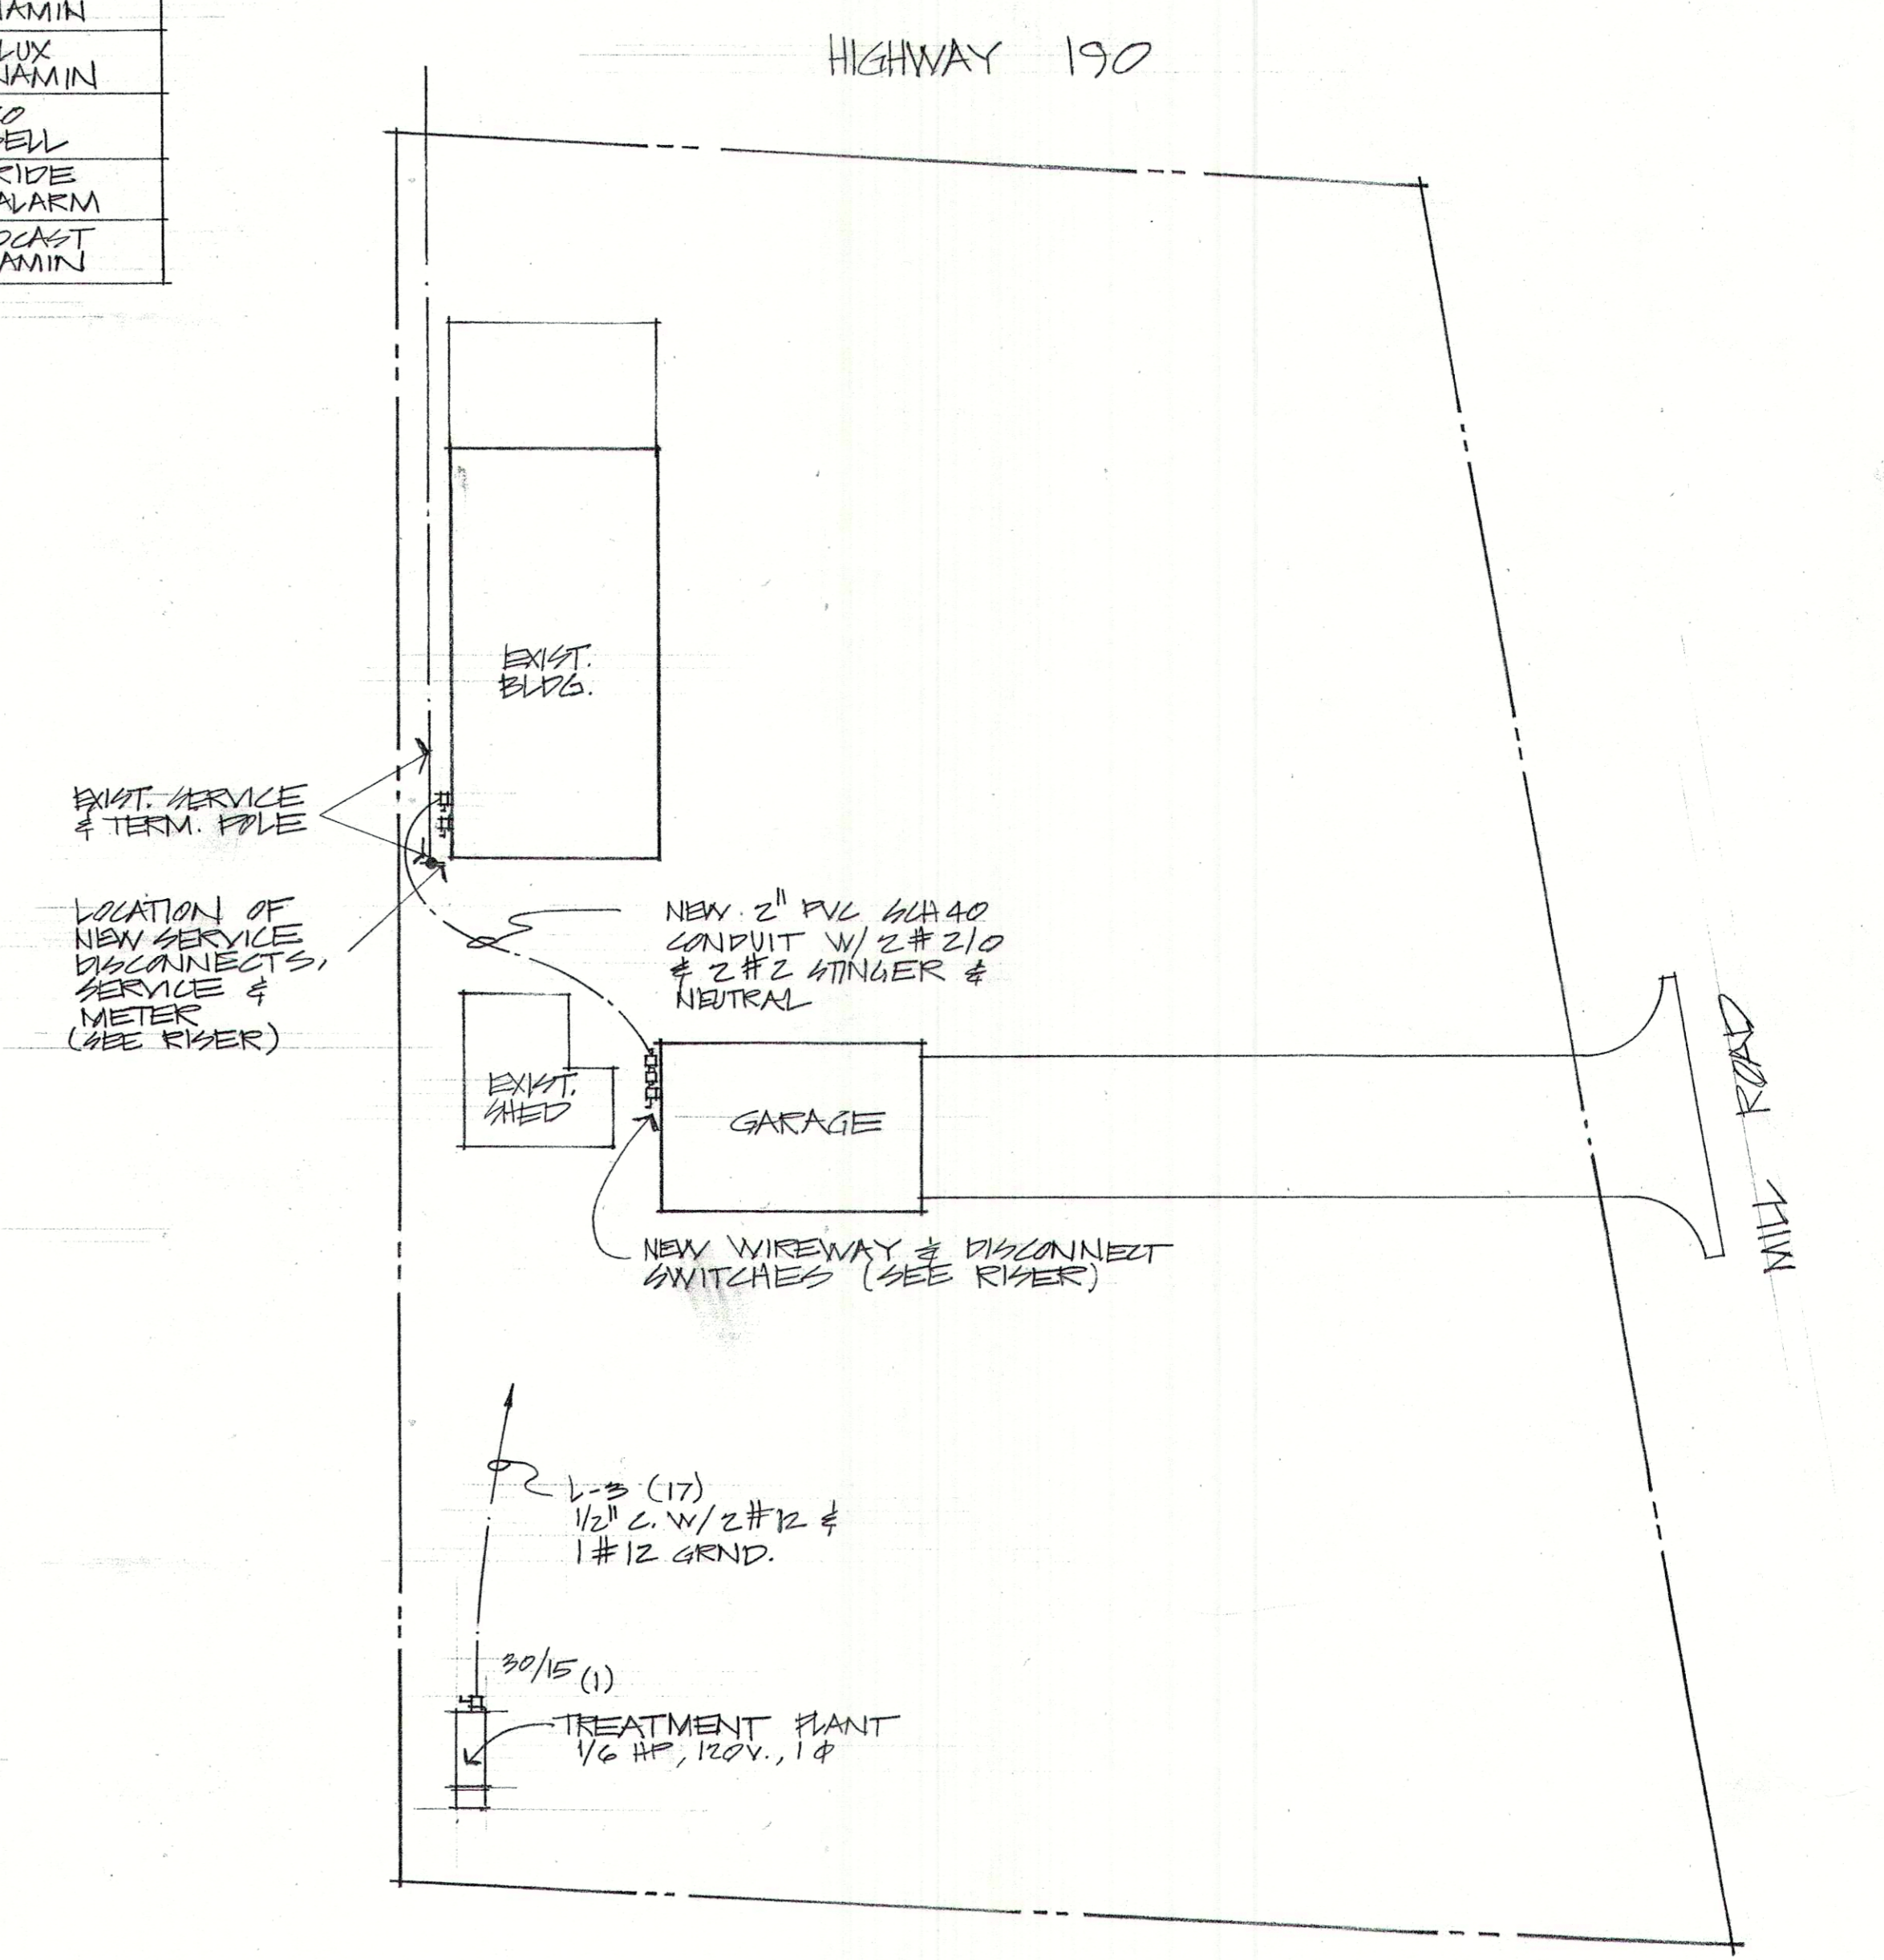 AMIN
LUX
NAMIN
CO
SELL
RIDE
ALARM
OCAST
AMIN
HIGHWAY 190
EXIST.
BLDG.
EXIST. SERVICE
& TERM. POLE
LOCATION OF
NEW SERVICE
DISCONNECTS,
SERVICE &
METER
(SEE RISER)
NEW 2" PVC SCH 40
CONDUIT W/ 2 # 2/0
& 2 #2 STINGER &
NEUTRAL
EXIST.
SHED
GARAGE
MILL ROAD
NEW WIREWAY & DISCONNECT
SWITCHES (SEE RISER)
L-3 (17)
1/2" C. W/ 2 #12 &
1 #12 GRND.
30/15 (1)
TREATMENT PLANT
1/6 HP, 120V., 1 Φ